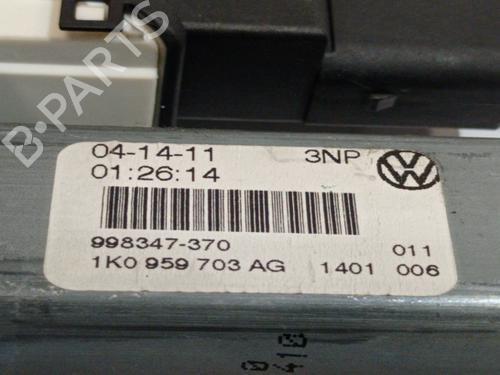 B-PARTS
04-14-11 3NP
01:26:14
998347-370 011
1K0 959 703 AG 1401 006